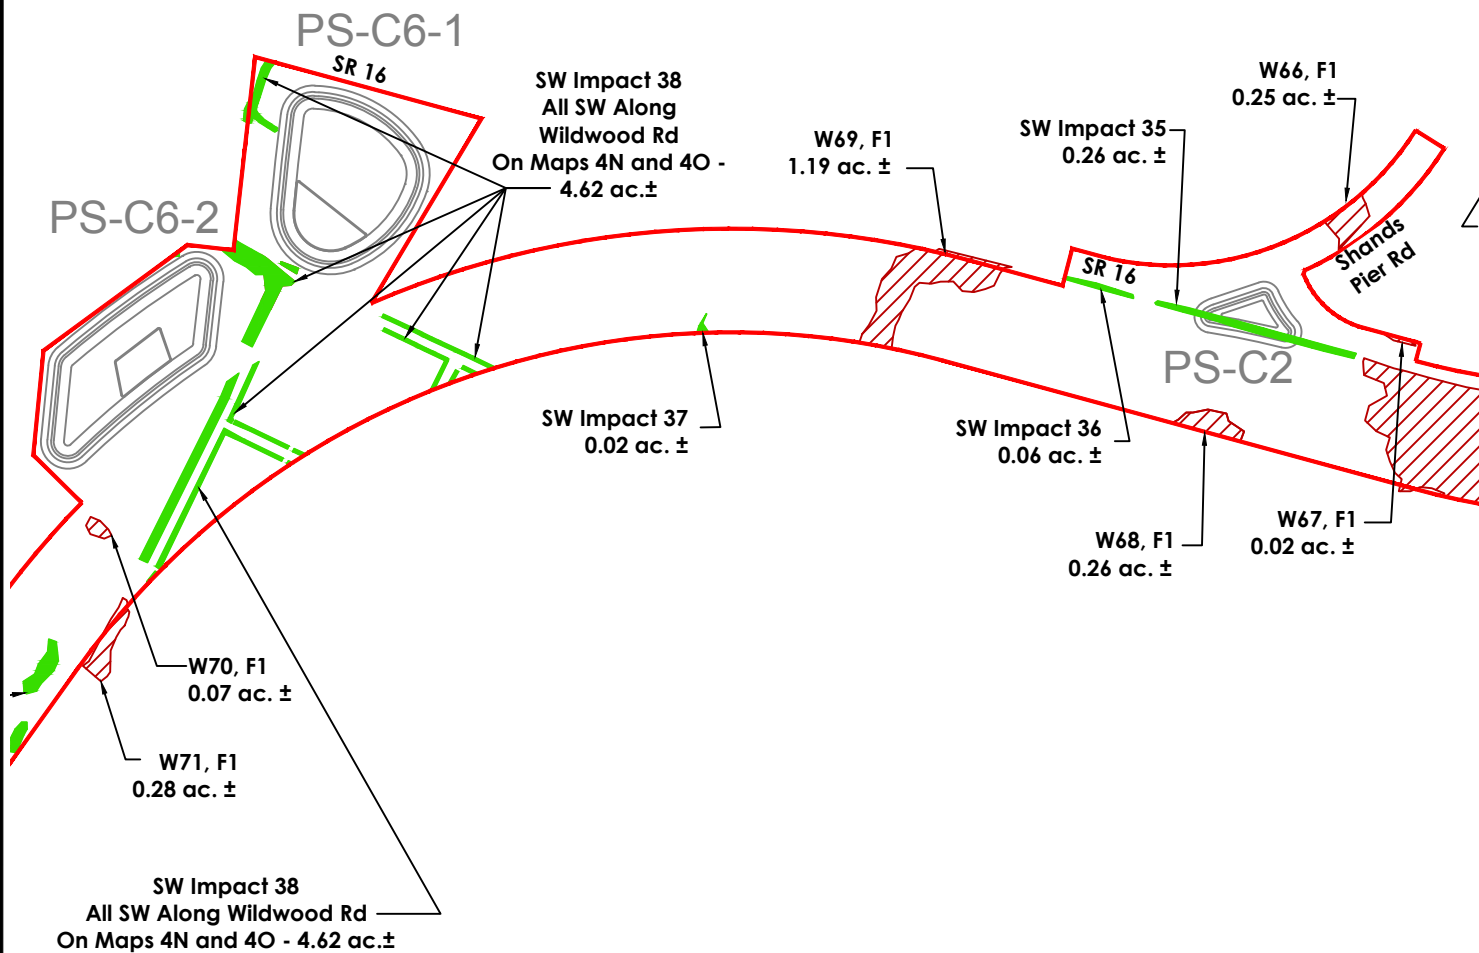 PS-C6-1
SR 16
SW Impact 38
All SW Along
Wildwood Rd
On Maps 4N and 4O -
4.62 ac.±
W66, F1
0.25 ac. ±
SW Impact 35
0.26 ac. ±
W69, F1
1.19 ac. ±
PS-C6-2
Shands
Pier Rd
SR 16
PS-C2
SW Impact 37
0.02 ac. ±
SW Impact 36
0.06 ac. ±
W67, F1
0.02 ac. ±
W68, F1
0.26 ac. ±
W70, F1
0.07 ac. ±
W71, F1
0.28 ac. ±
SW Impact 38
All SW Along Wildwood Rd
On Maps 4N and 4O - 4.62 ac.±